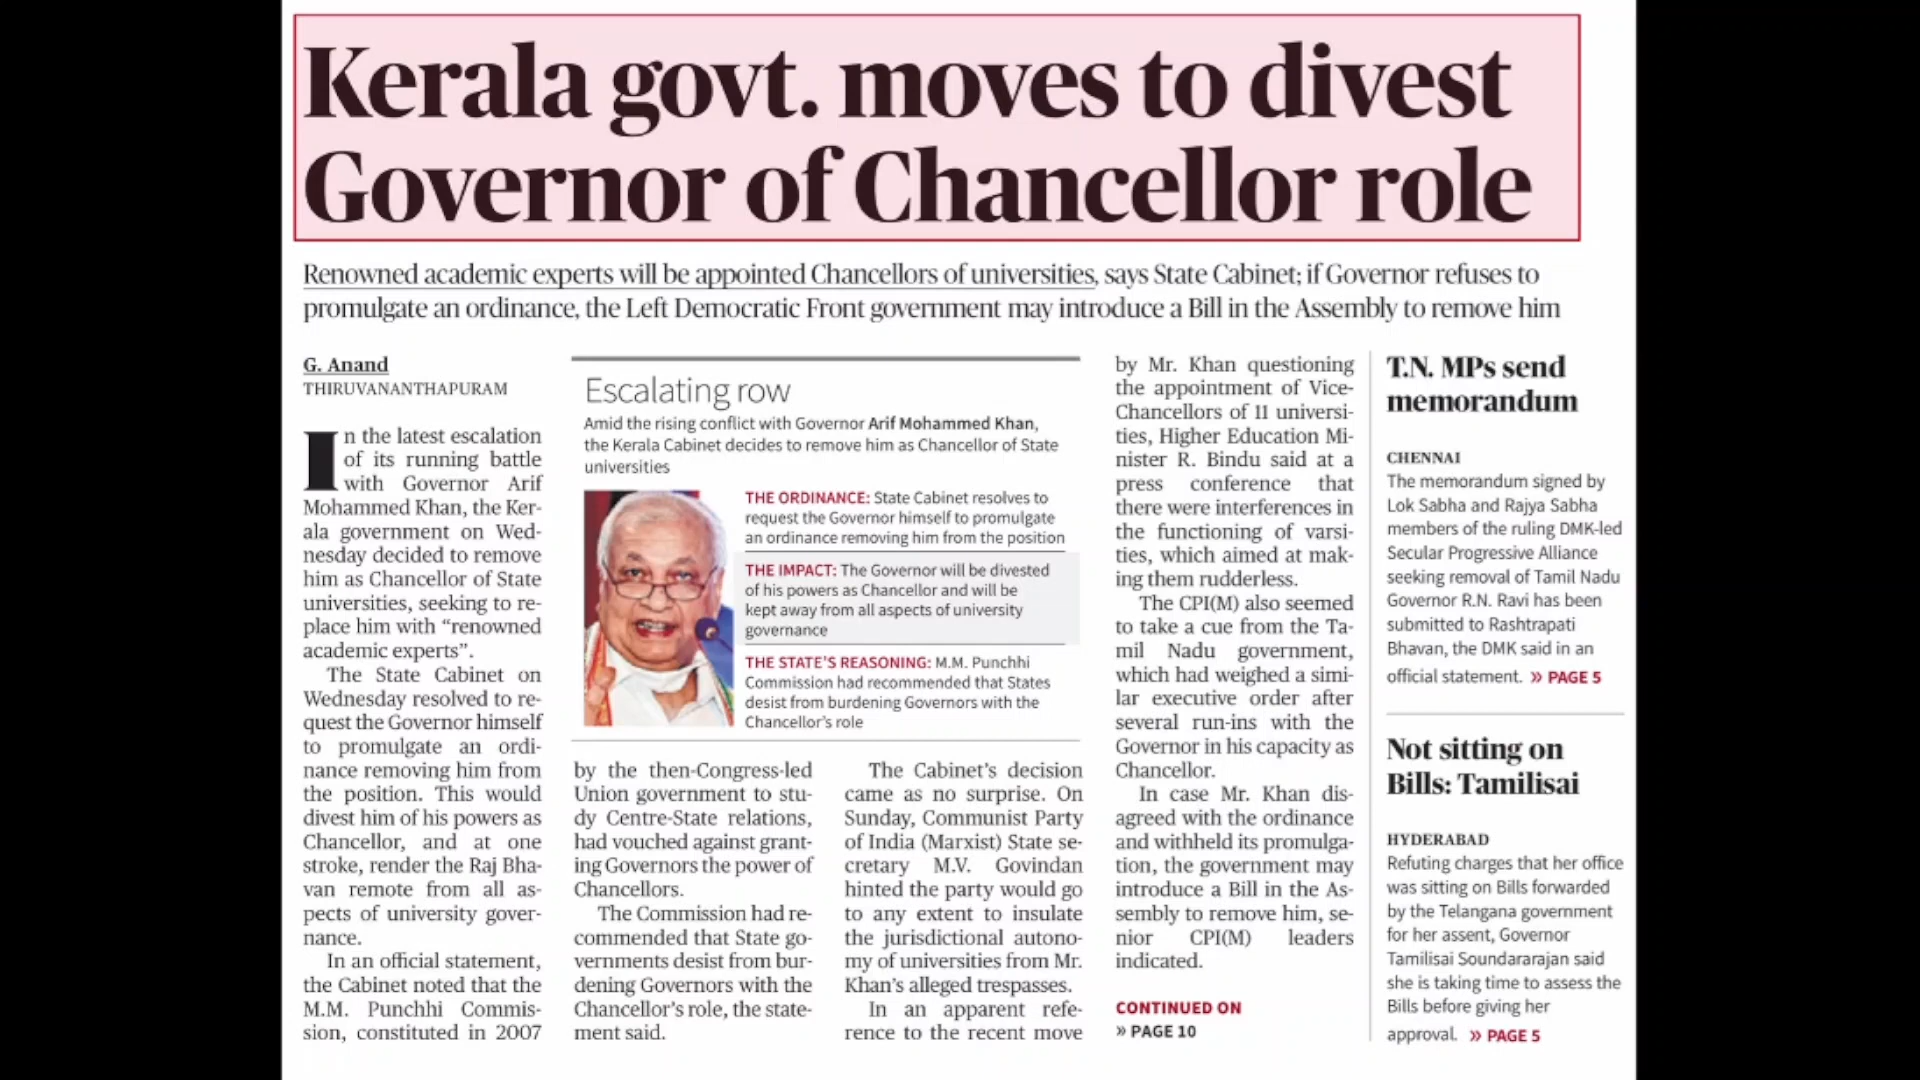 Kerala govt. moves to divest
Governor of Chancellor role
Renowned academic experts will be appointed Chancellors of universities, says State Cabinet; if Governor refuses to
promulgate an ordinance, the Left Democratic Front government may introduce a Bill in the Assembly to remove him
G. Anand
THIRUVANANTHAPURAM
In the latest escalation
of its running battle
with Governor Arif
Mohammed Khan, the Ker-
ala government on Wed-
nesday decided to remove
him as Chancellor of State
universities, seeking to re-
place him with “renowned
academic experts”.
The State Cabinet on
Wednesday resolved to re-
quest the Governor himself
to promulgate an ordi-
nance removing him from
the position. This would
divest him of his powers as
Chancellor, and at one
stroke, render the Raj Bha-
van remote from all as-
pects of university gover-
nance.
In an official statement,
the Cabinet noted that the
M.M. Punchhi Commis-
sion, constituted in 2007
Escalating row
Amid the rising conflict with Governor Arif Mohammed Khan,
the Kerala Cabinet decides to remove him as Chancellor of State
universities
THE ORDINANCE: State Cabinet resolves to
request the Governor himself to promulgate
an ordinance removing him from the position
THE IMPACT: The Governor will be divested
of his powers as Chancellor and will be
kept away from all aspects of university
governance
THE STATE'S REASONING: M.M. Punchhi
Commission had recommended that States
desist from burdening Governors with the
Chancellor's role
by the then-Congress-led
Union government to stu-
dy Centre-State relations,
had vouched against grant-
ing Governors the power of
Chancellors.
The Commission had re-
commended that State go-
vernments desist from bur-
dening Governors with the
Chancellor's role, the state-
ment said.
The Cabinet's decision
came as no surprise. On
Sunday, Communist Party
of India (Marxist) State se-
cretary M.V. Govindan
hinted the party would go
to any extent to insulate
the jurisdictional autono-
my of universities from Mr.
Khan's alleged trespasses.
In an apparent refe-
rence to the recent move
by Mr. Khan questioning
the appointment of Vice-
Chancellors of 11 universi-
ties, Higher Education Mi-
nister R. Bindu said at a
press conference that
there were interferences in
the functioning of varsi-
ties, which aimed at mak-
ing them rudderless.
The CPI(M) also seemed
to take a cue from the Ta-
mil Nadu government,
which had weighed a simi-
lar executive order after
several run-ins with the
Governor in his capacity as
Chancellor.
In case Mr. Khan dis-
agreed with the ordinance
and withheld its promulga-
tion, the government may
introduce a Bill in the As-
sembly to remove him, se-
nior CPI(M) leaders
indicated.
CONTINUED ON
» PAGE 10
T.N. MPs send
memorandum
CHENNAI
The memorandum signed by
Lok Sabha and Rajya Sabha
members of the ruling DMK-led
Secular Progressive Alliance
seeking removal of Tamil Nadu
Governor R.N. Ravi has been
submitted to Rashtrapati
Bhavan, the DMK said in an
official statement. » PAGE 5
Not sitting on
Bills: Tamilisai
HYDERABAD
Refuting charges that her office
was sitting on Bills forwarded
by the Telangana government
for her assent, Governor
Tamilisai Soundararajan said
she is taking time to assess the
Bills before giving her
approval. » PAGE 5